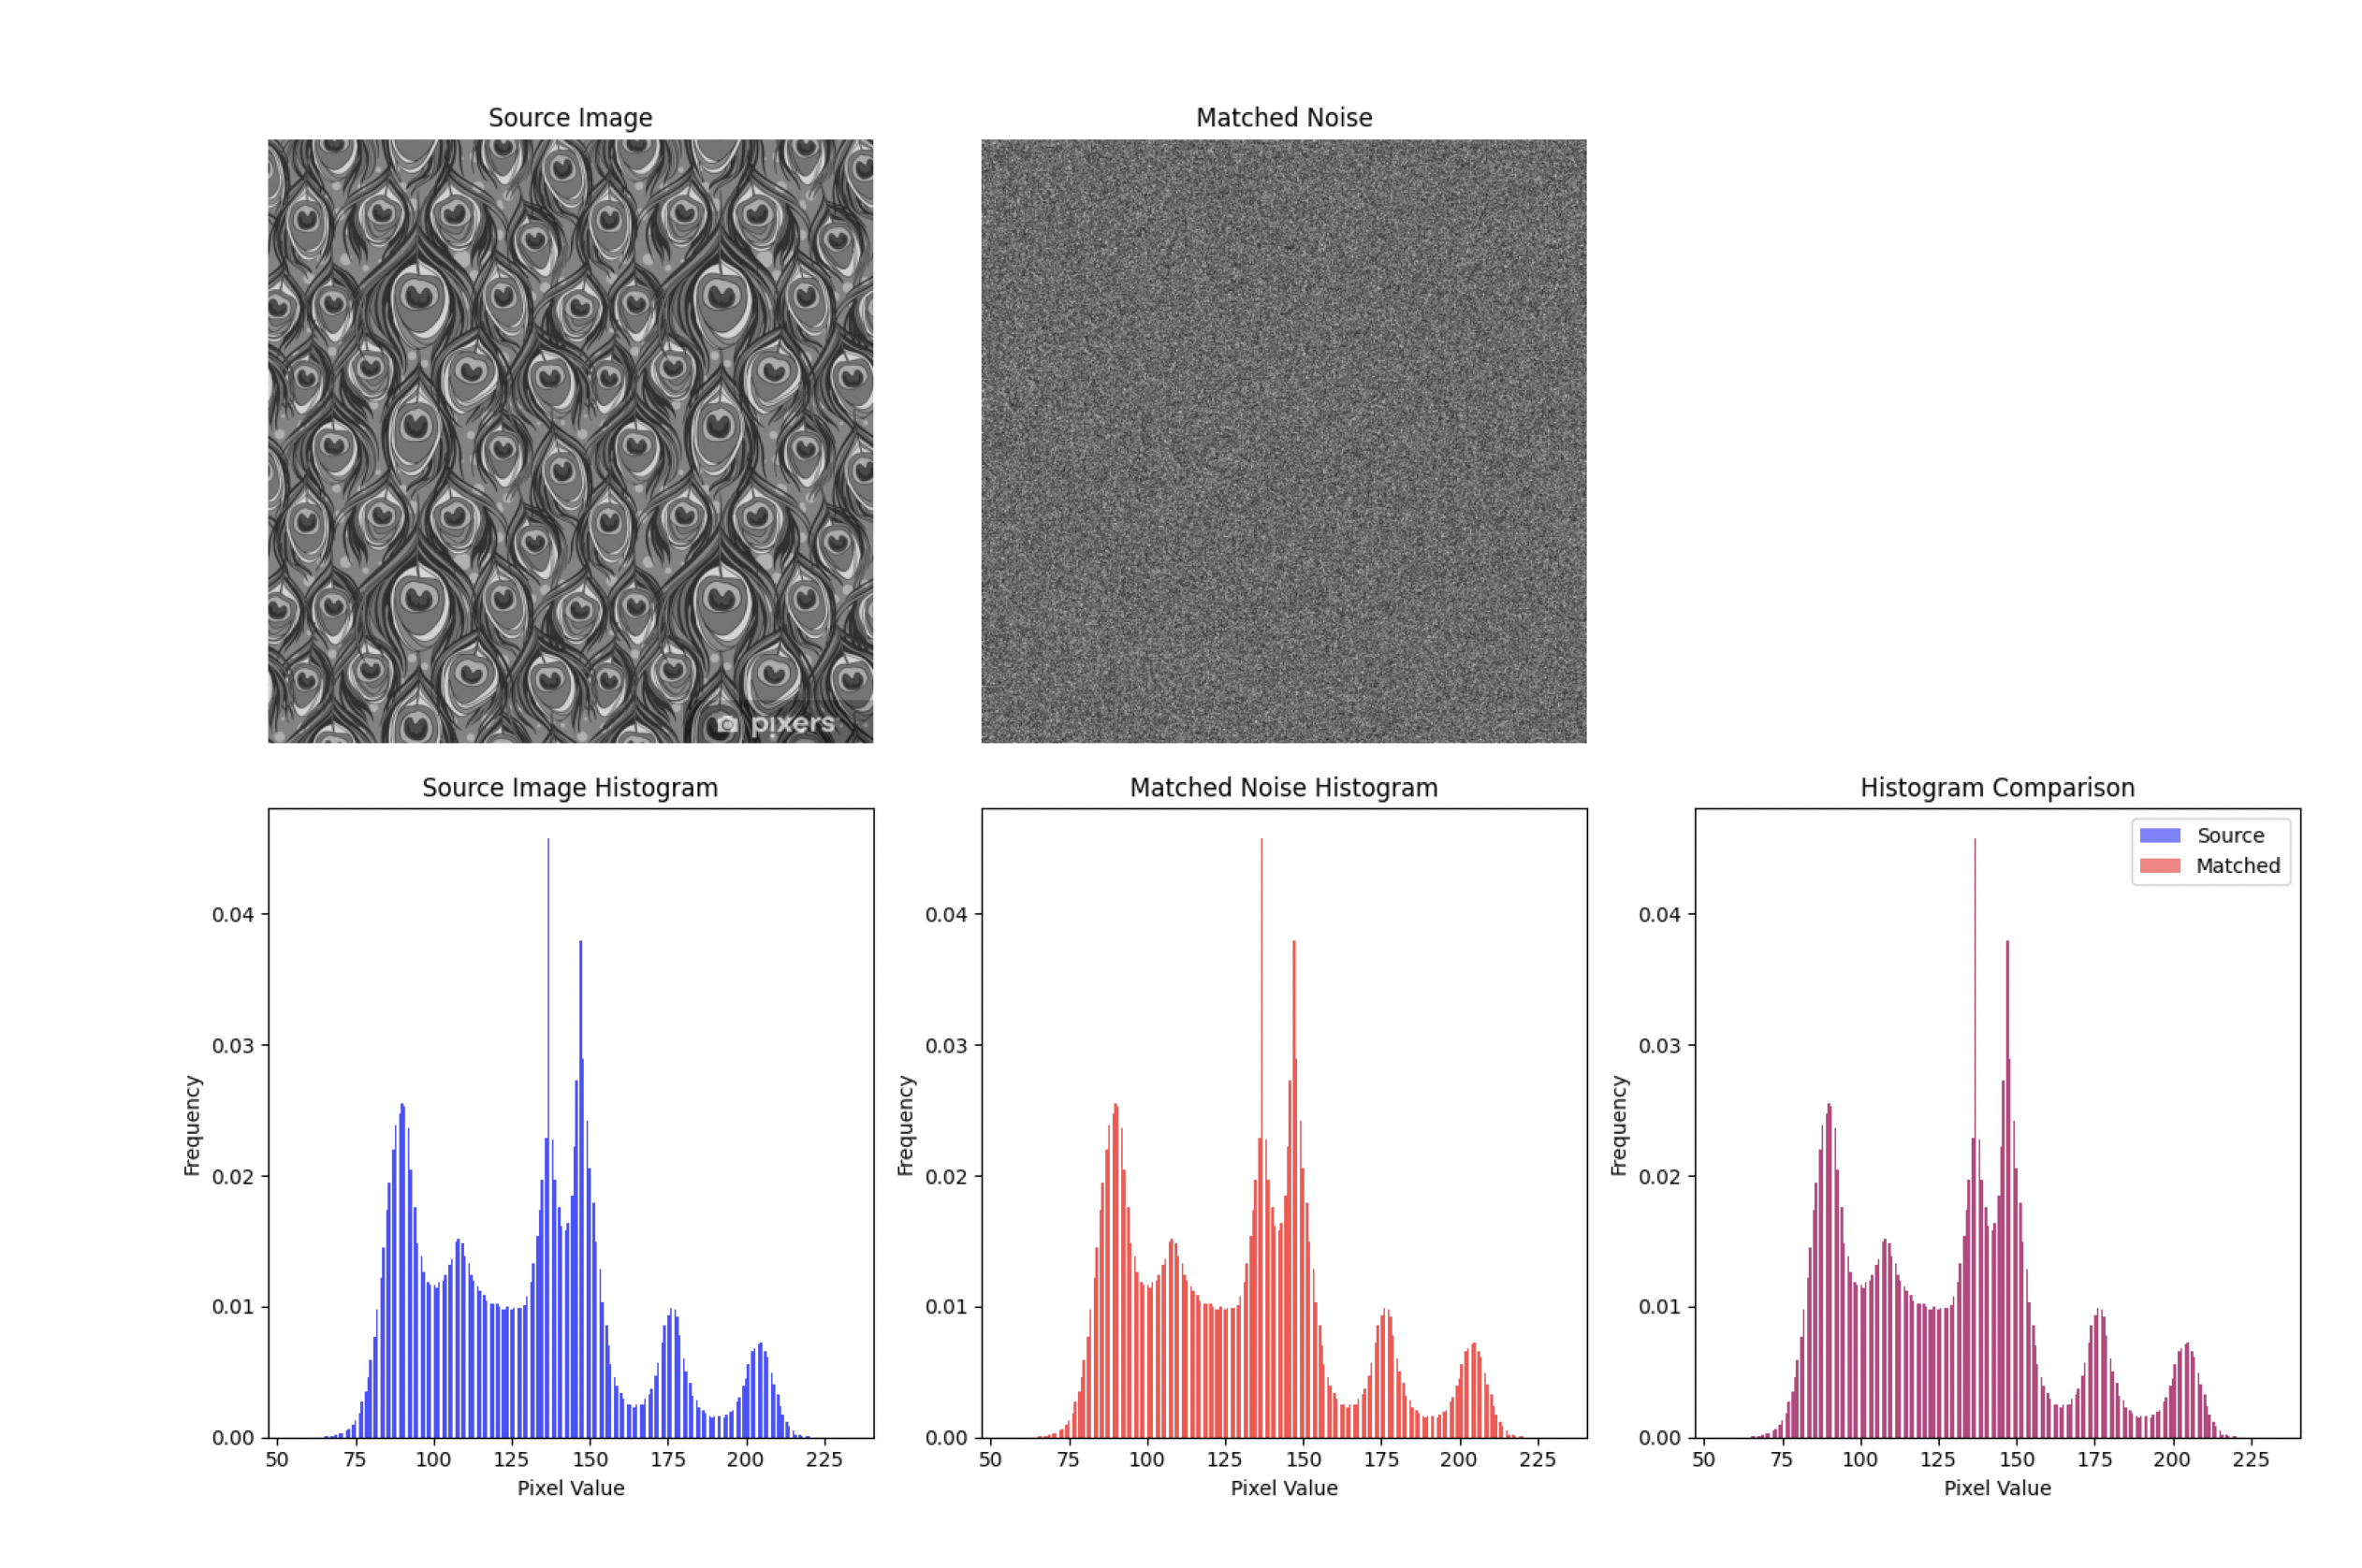 Source Image
Matched Noise
pixers
Source Image Histogram
Matched Noise Histogram
Histogram Comparison
Source
Matched
0.04
0.03
0.02
0.01
0.00
Frequency
50 75 100 125 150 175 200 225
Pixel Value
0.04
0.03
0.02
0.01
0.00
Frequency
50 75 100 125 150 175 200 225
Pixel Value
0.04
0.03
0.02
0.01
0.00
Frequency
50 75 100 125 150 175 200 225
Pixel Value